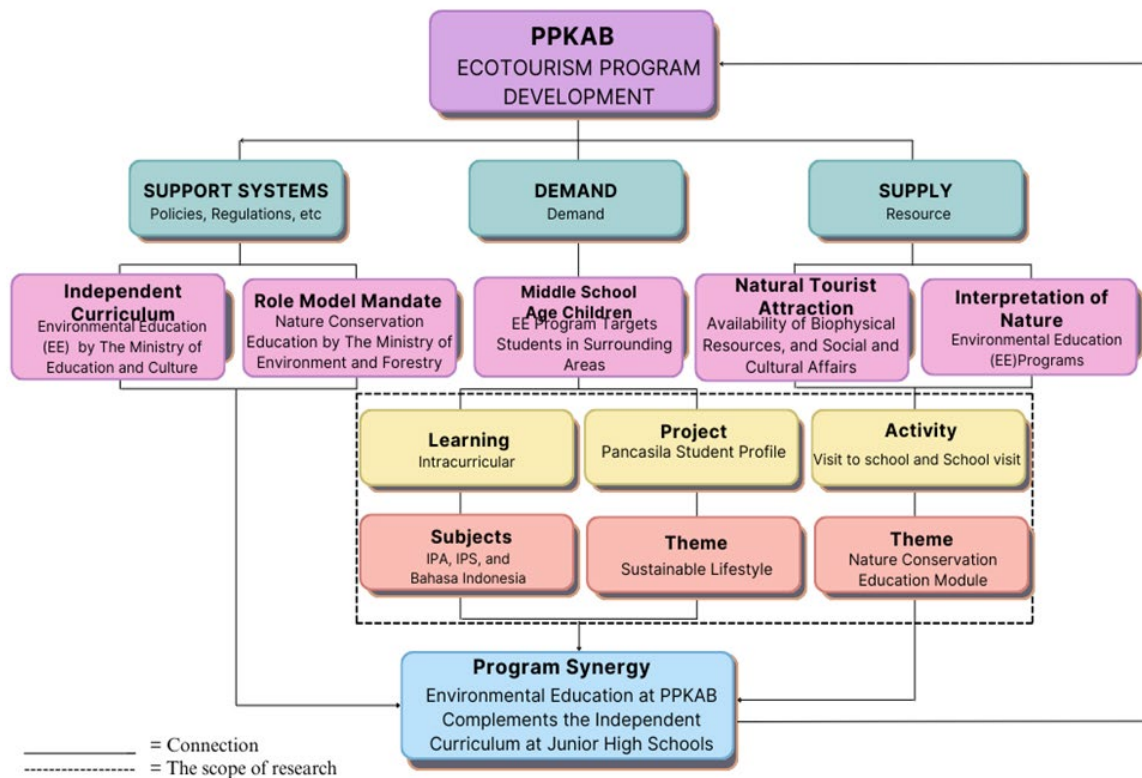 PPKAB
ECOTOURISM PROGRAM
DEVELOPMENT
SUPPORT SYSTEMS
Policies, Regulations, etc
DEMAND
Demand
SUPPLY
Resource
Independent
Curriculum
Environmental Education
(EE) by The Ministry of
Education and Culture
Role Model Mandate
Nature Conservation
Education by The Ministry of
Environment and Forestry
Middle School
Age Children
EE Program Targets
Students in Surrounding
Areas
Natural Tourist
Attraction
Availability of Biophysical
Resources, and Social and
Cultural Affairs
Interpretation of
Nature
Environmental Education
(EE)Programs
Learning
Intracurricular
Project
Pancasila Student Profile
Activity
Visit to school and School visit
Subjects
IPA, IPS, and
Bahasa Indonesia
Theme
Sustainable Lifestyle
Theme
Nature Conservation
Education Module
Program Synergy
Environmental Education at PPKAB
Complements the Independent
Curriculum at Junior High Schools
= Connection
= The scope of research